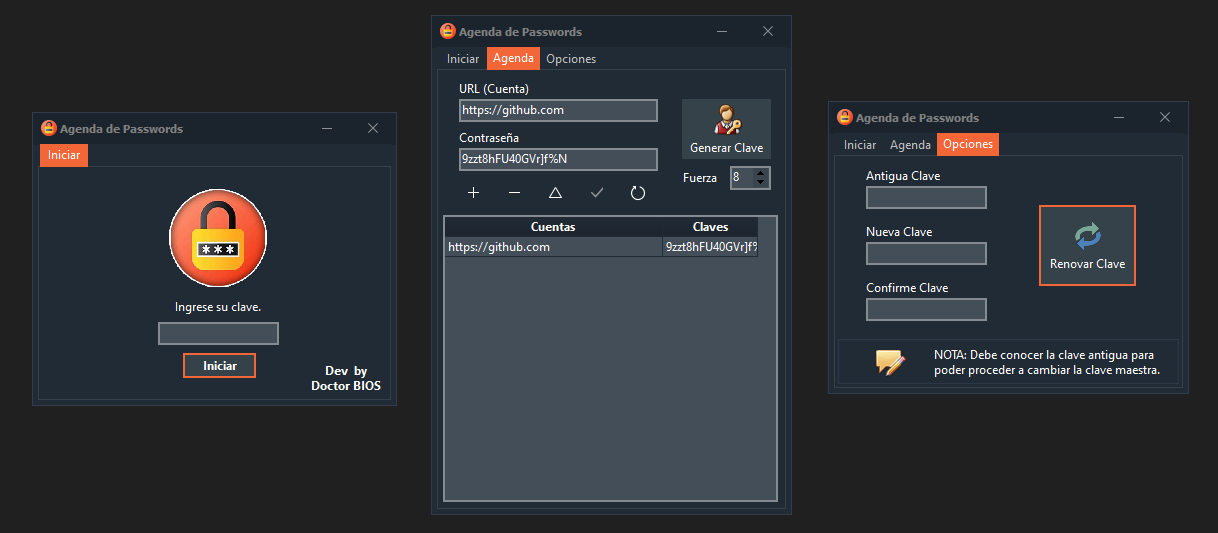 Agenda de Passwords
Iniciar
***
Ingrese su clave.
Iniciar
Dev by
Doctor BIOS
Agenda de Passwords
Iniciar Agenda Opciones
URL (Cuenta)
https://github.com
Contraseña
9zzt8hFU40GVr]f%N
Generar Clave
Fuerza 8
Cuentas Claves
https://github.com 9zzt8hFU40GVr]f%
Agenda de Passwords
Iniciar Agenda Opciones
Antigua Clave
Nueva Clave
Confirme Clave
Renovar Clave
NOTA: Debe conocer la clave antigua para
poder proceder a cambiar la clave maestra.